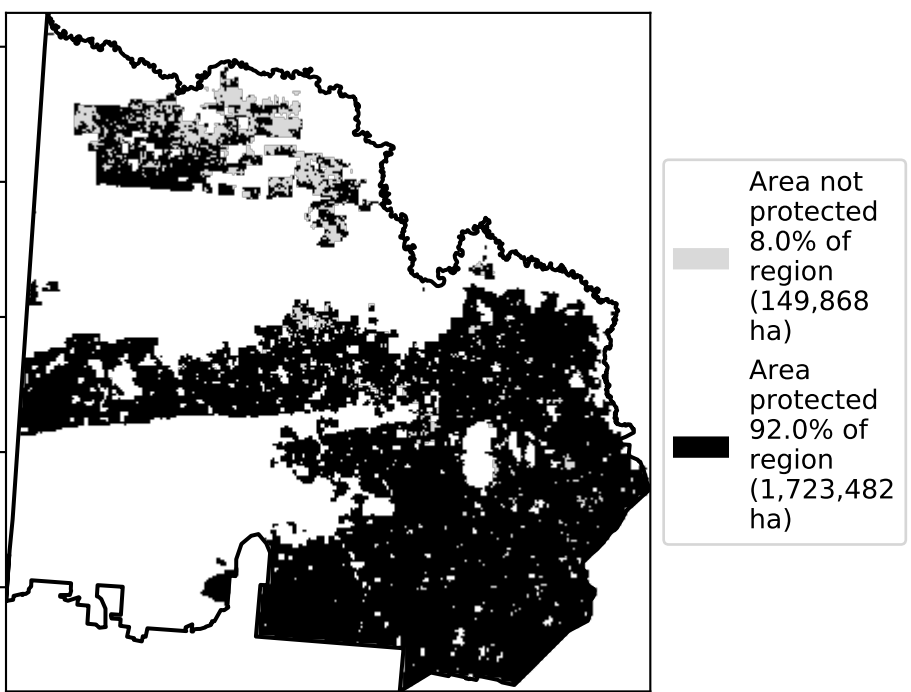 Area not
protected
8.0% of
region
(149,868
ha)
Area
protected
92.0% of
region
(1,723,482
ha)